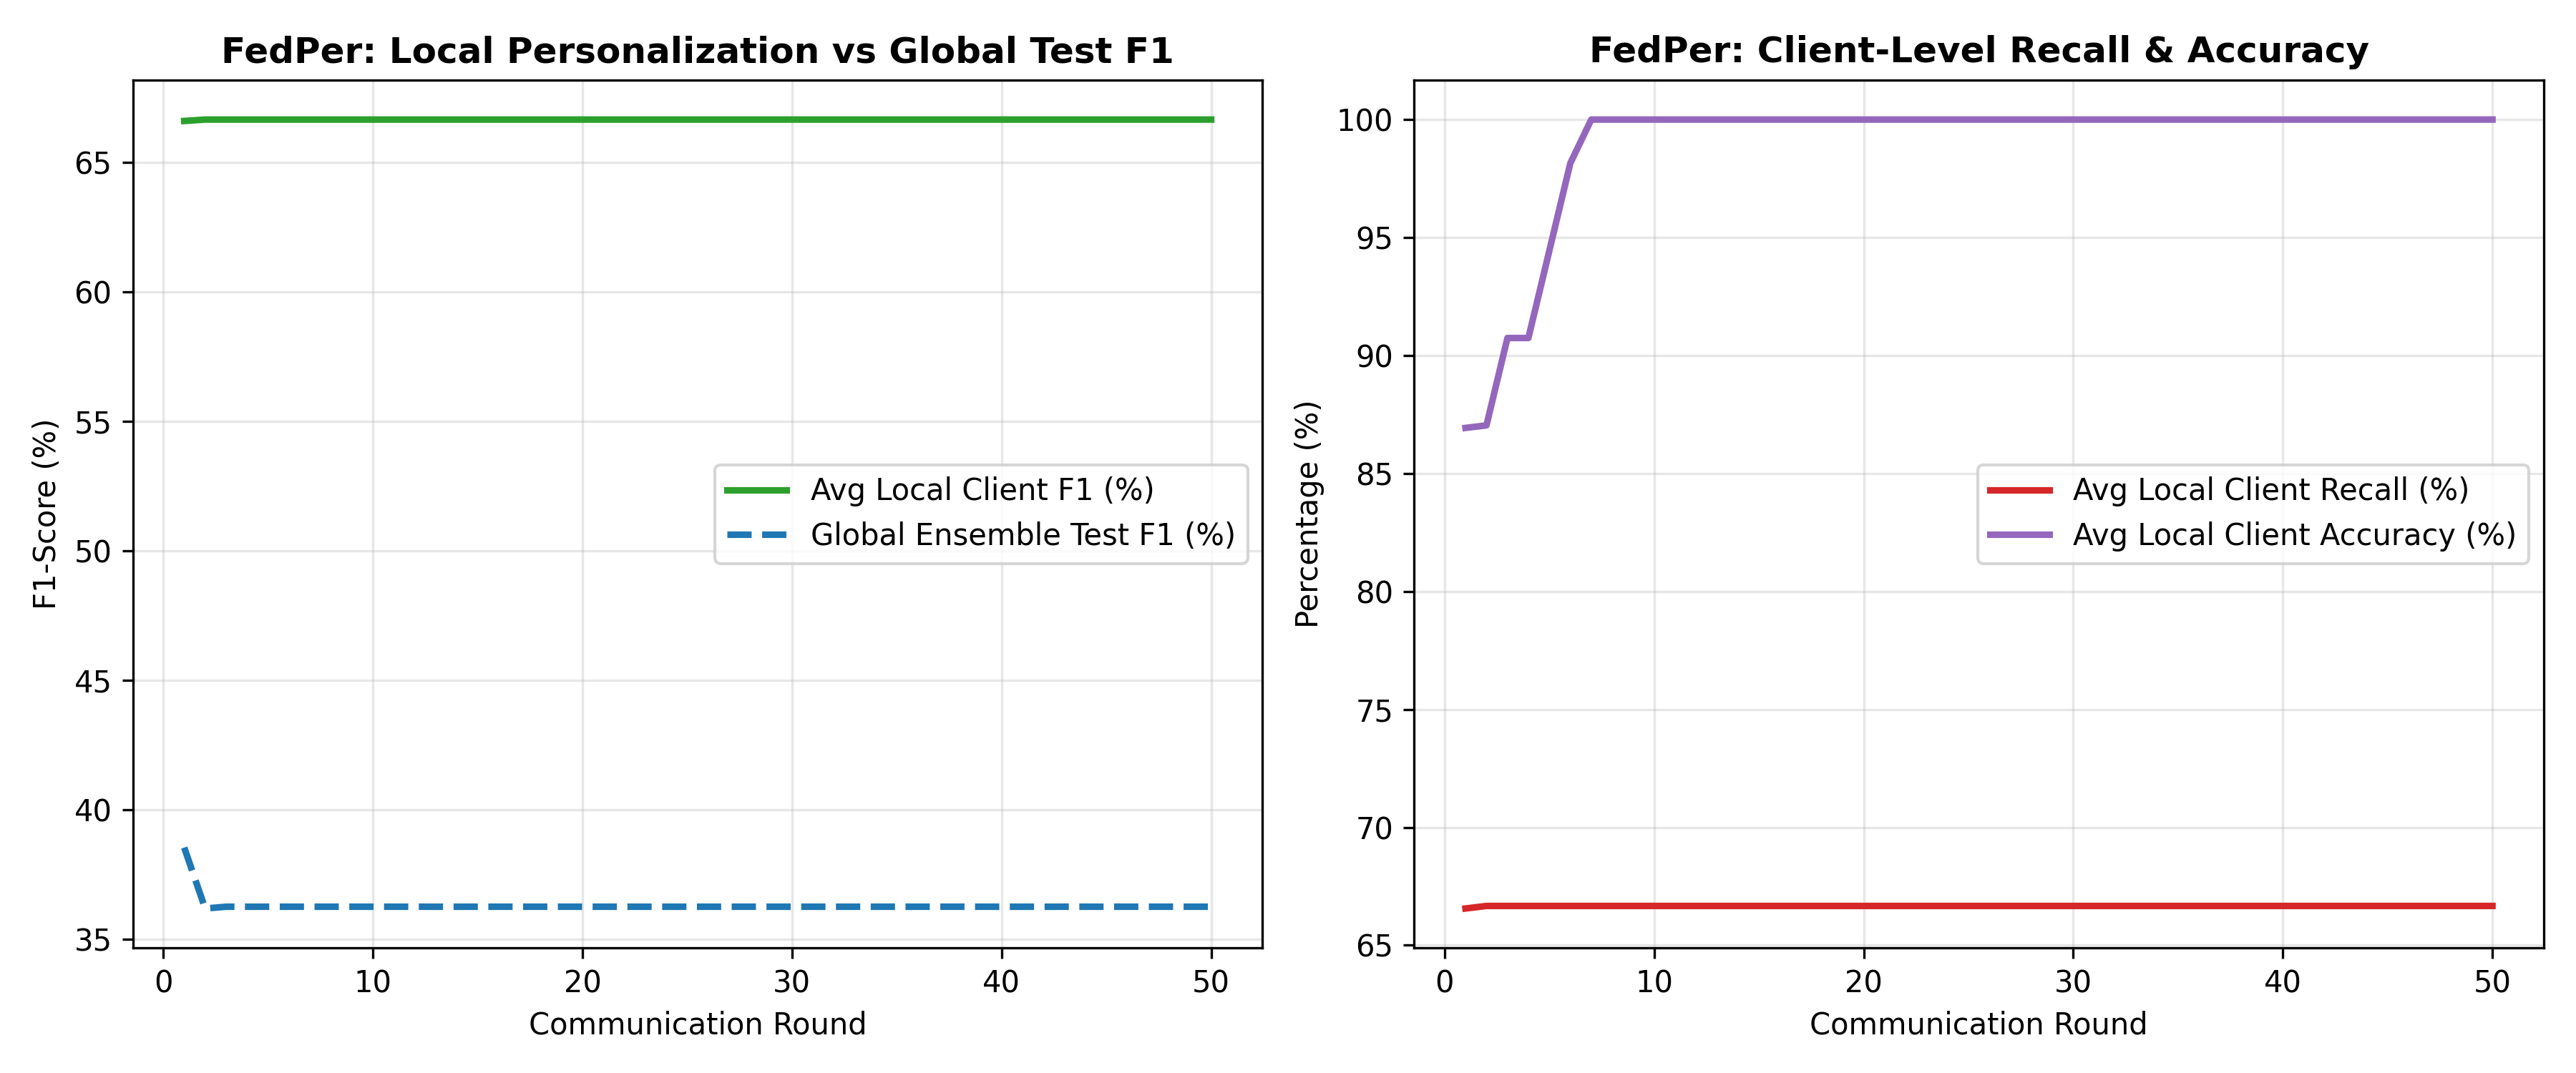 FedPer: Local Personalization vs Global Test F1
F1-Score (%)
65
60
55
50
45
40
35
Avg Local Client F1 (%)
Global Ensemble Test F1 (%)
0 10 20 30 40 50
Communication Round
FedPer: Client-Level Recall & Accuracy
Percentage (%)
100
95
90
85
80
75
70
65
Avg Local Client Recall (%)
Avg Local Client Accuracy (%)
0 10 20 30 40 50
Communication Round